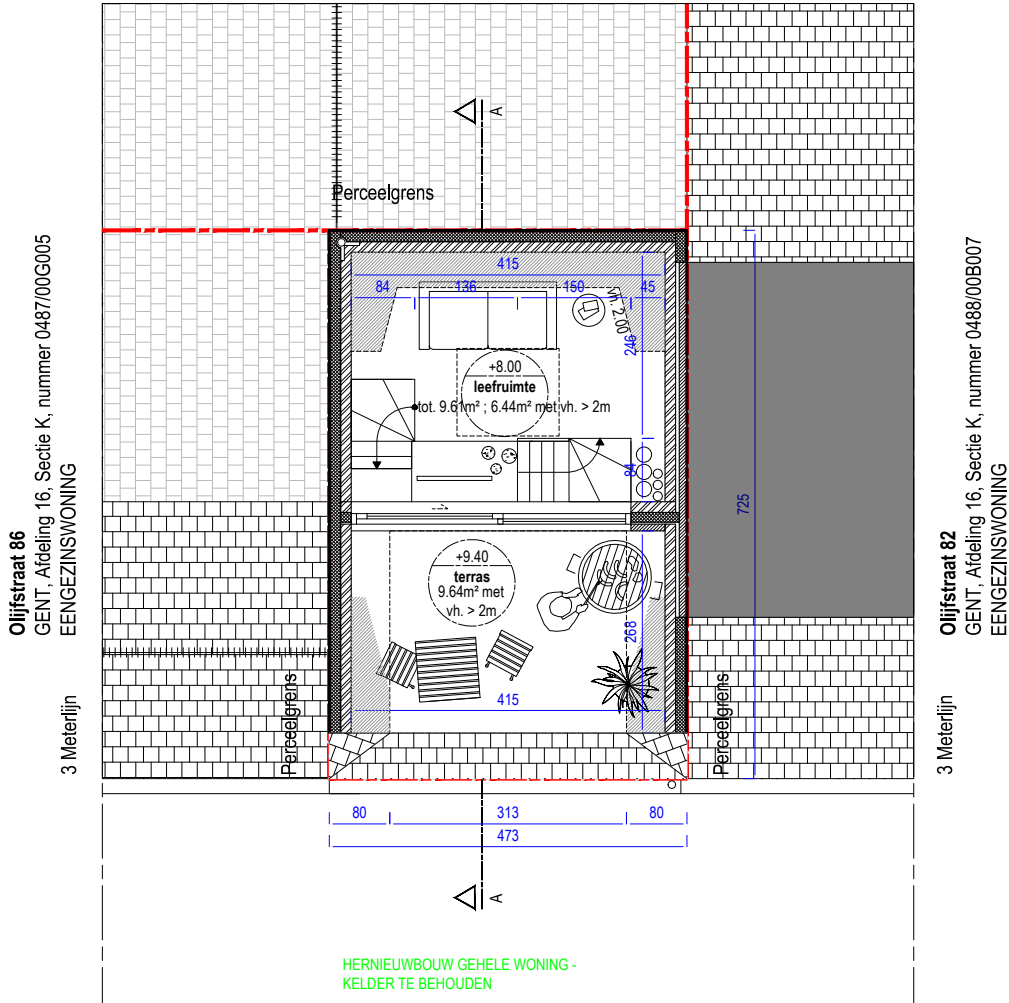 A
Perceelgrens
415
84
136
150
45
vh. 2.00
246
+8.00
leefruimte
tot. 9.61m² ; 6.44m² met vh. > 2m
84
725
+9.40
terras
9.64m² met
vh. > 2m
268
415
Perceelgrens
Perceelgrens
80
313
80
473
A
HERNIEUWBOUW GEHELE WONING -
KELDER TE BEHOUDEN
Olijfstraat 86
GENT, Afdeling 16, Sectie K, nummer 0487/00G005
EENGEZINSWONING
3 Meterlijn
Olijfstraat 82
GENT, Afdeling 16, Sectie K, nummer 0488/00B007
EENGEZINSWONING
3 Meterlijn